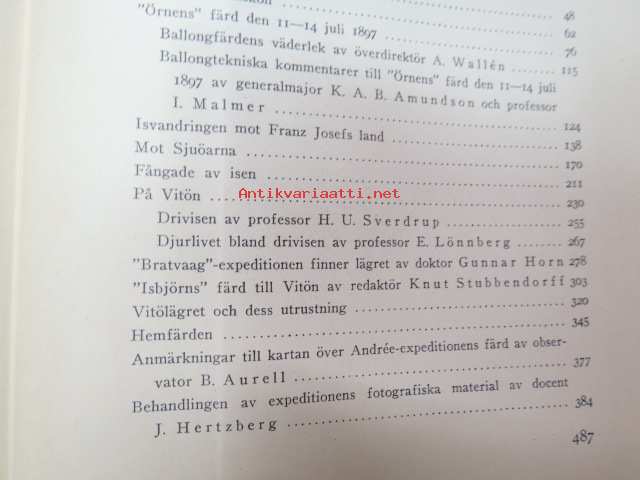 48
"Örnens" färd den 11—14 juli 1897 62
Ballongfärdens väderlek av överdirektör A. Wallén 76
Ballongtekniska kommentarer till "Örnens" färd den 11—14 juli 115
1897 av generalmajor K. A. B. Amundson och professor
I. Malmer 124
Isvandringen mot Franz Josefs land 138
Mot Sjuöarna 170
Fångade av isen 211
På Vitön 230
Antikvariaatti.net
Drivisen av professor H. U. Sverdrup 255
Djurlivet bland drivisen av professor E. Lönnberg 267
"Bratvaag"-expeditionen finner lägret av doktor Gunnar Horn 278
"Isbjörns" färd till Vitön av redaktör Knut Stubbendorff 303
Vitölägret och dess utrustning 320
Hemfärden 345
Anmärkningar till kartan över Andrée-expeditionens färd av obser-
vator B. Aurell 377
Behandlingen av expeditionens fotografiska material av docent
J. Hertzberg 384
487